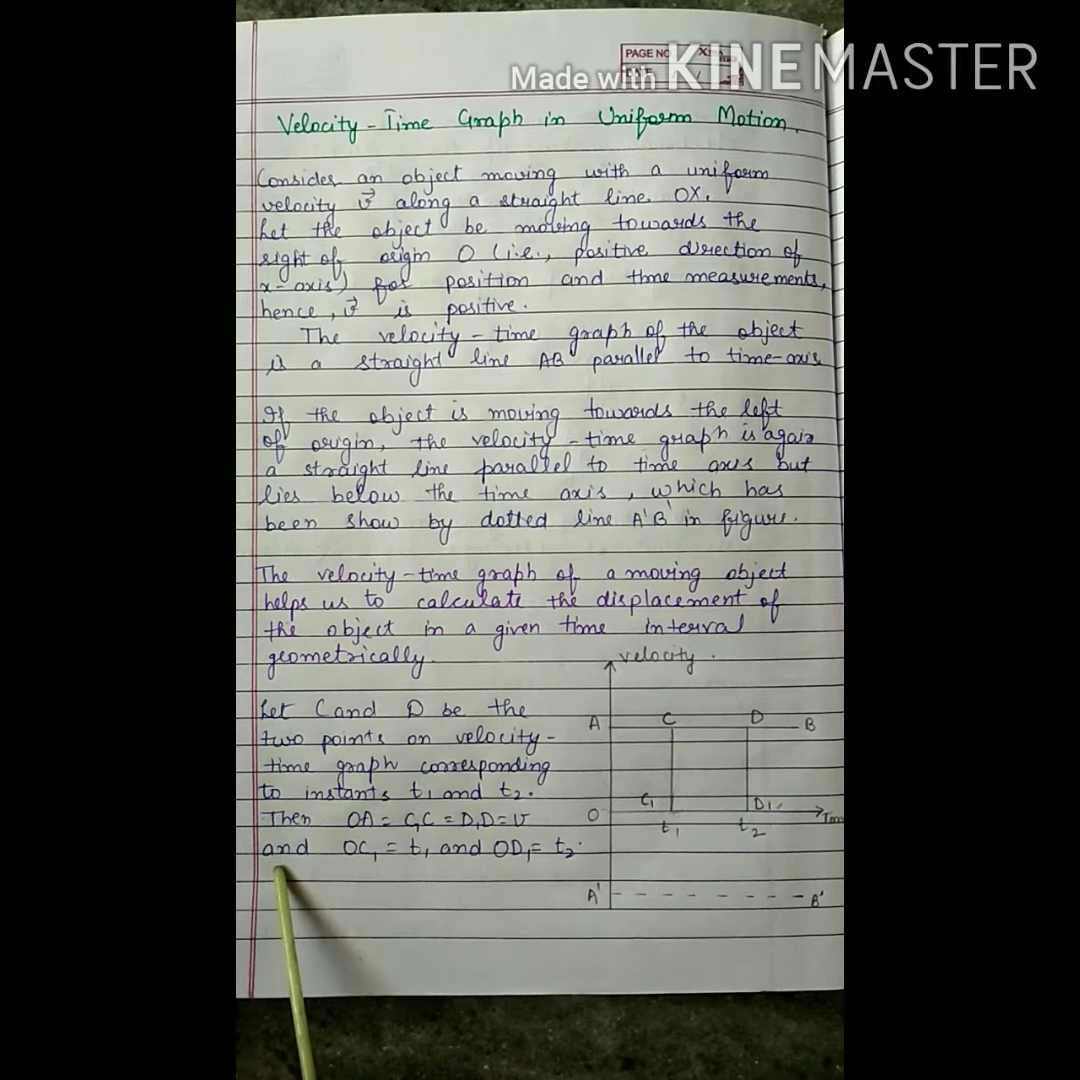 Made with KINEMASTER
PAGE NO
Velocity - Time Graph in Uniform Motion.
Consider an object moving with a uniform
velocity v⃗ along a straight line OX.
Let the object be moving towards the
right of origin O (i.e., positive direction of
x-axis) for position and time measurements,
hence, v⃗ is positive.
The velocity - time graph of the object
is a straight line AB parallel to time-axis
If the object is moving towards the left
of origin, the velocity - time graph is again
a straight line parallel to time axis but
lies below the time axis, which has
been show by dotted line A'B' in figure.
The velocity - time graph of a moving object
helps us to calculate the displacement of
the object in a given time interval
geometrically.
velocity.
Let C and D be the
two points on velocity-
time graph corresponding
to instants t₁ and t₂.
Then OA = C₁C = D₁D = v
and OC₁ = t₁ and OD₁ = t₂.
A C D B
C₁ D₁
O
t₁ t₂
A' B'